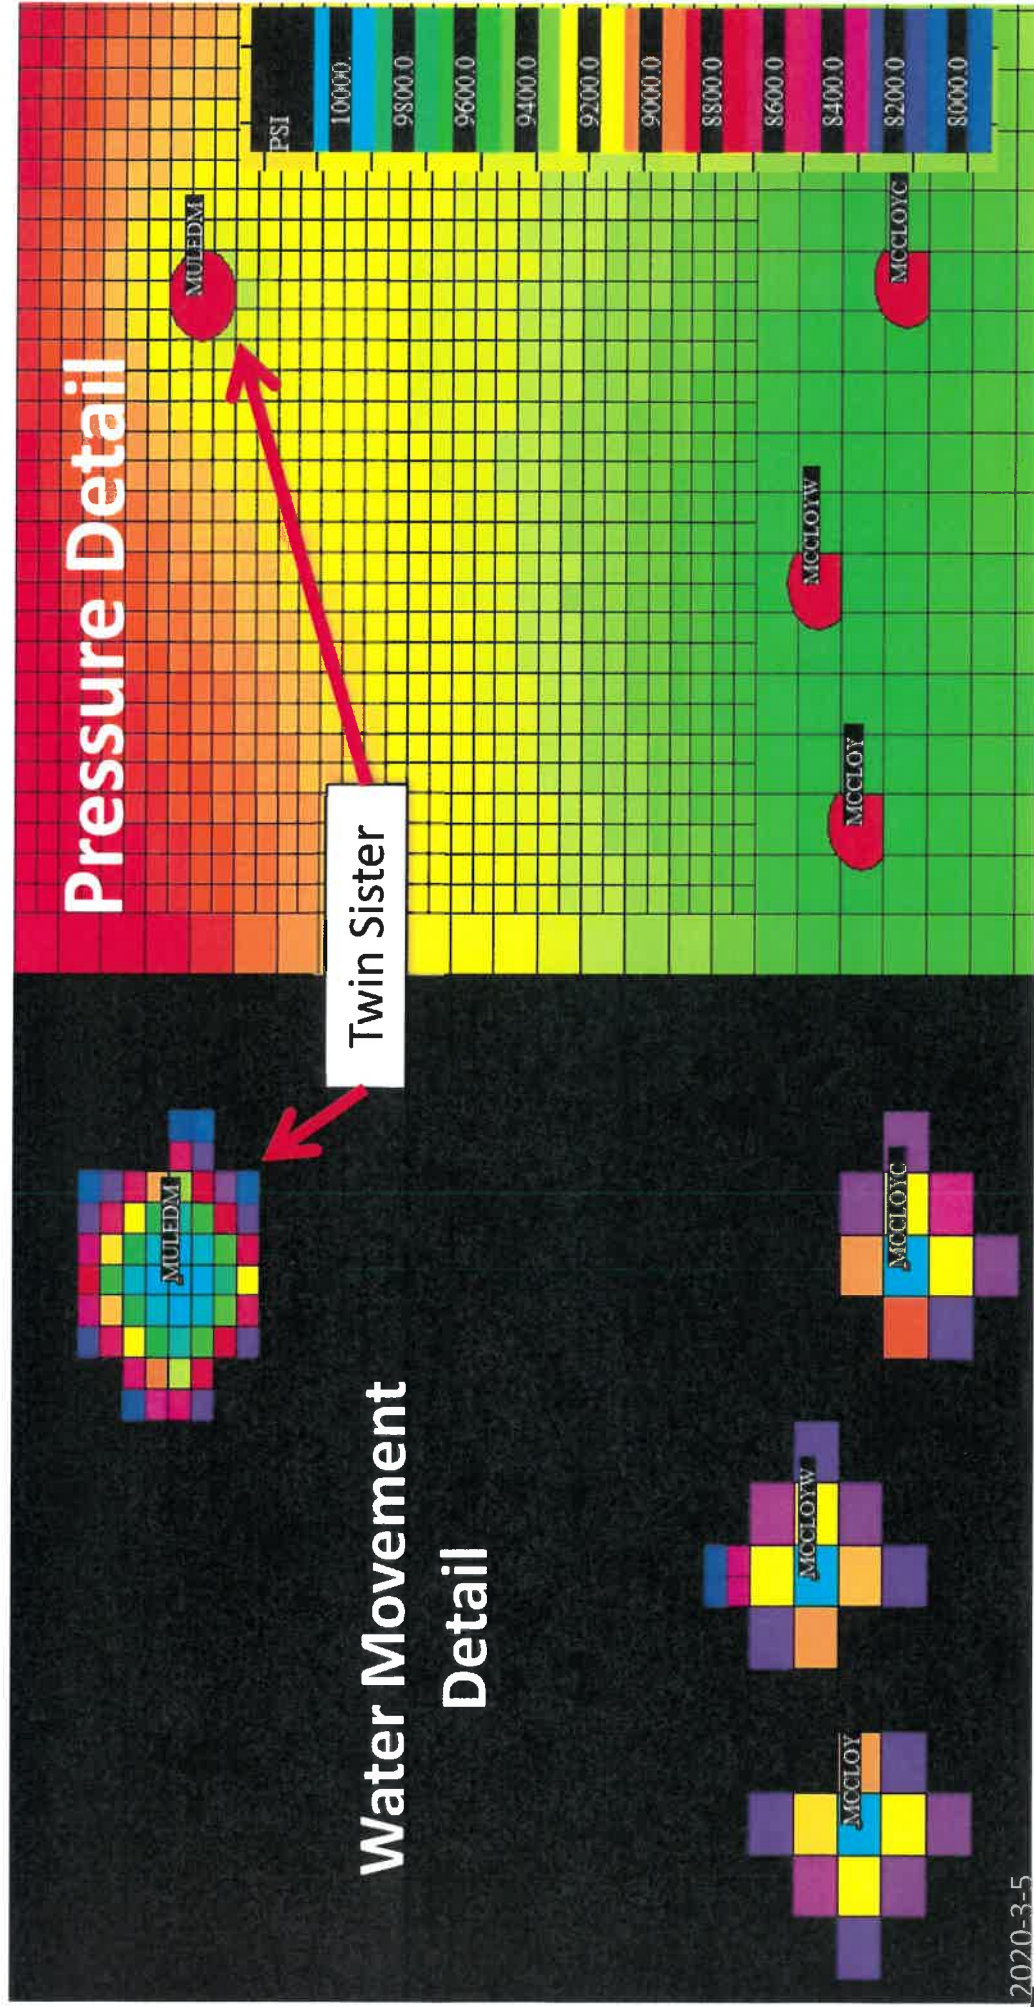 Water Movement
Detail
MULEDM
MCCLOY
MCCLOYW
MCCLOYC
Twin Sister
Pressure Detail
MULEDM
MCCLOY
MCCLOYW
MCCLOYC
PSI
10000.
9800.0
9600.0
9400.0
9200.0
9000.0
8800.0
8600.0
8400.0
8200.0
8000.0
2020-3-5